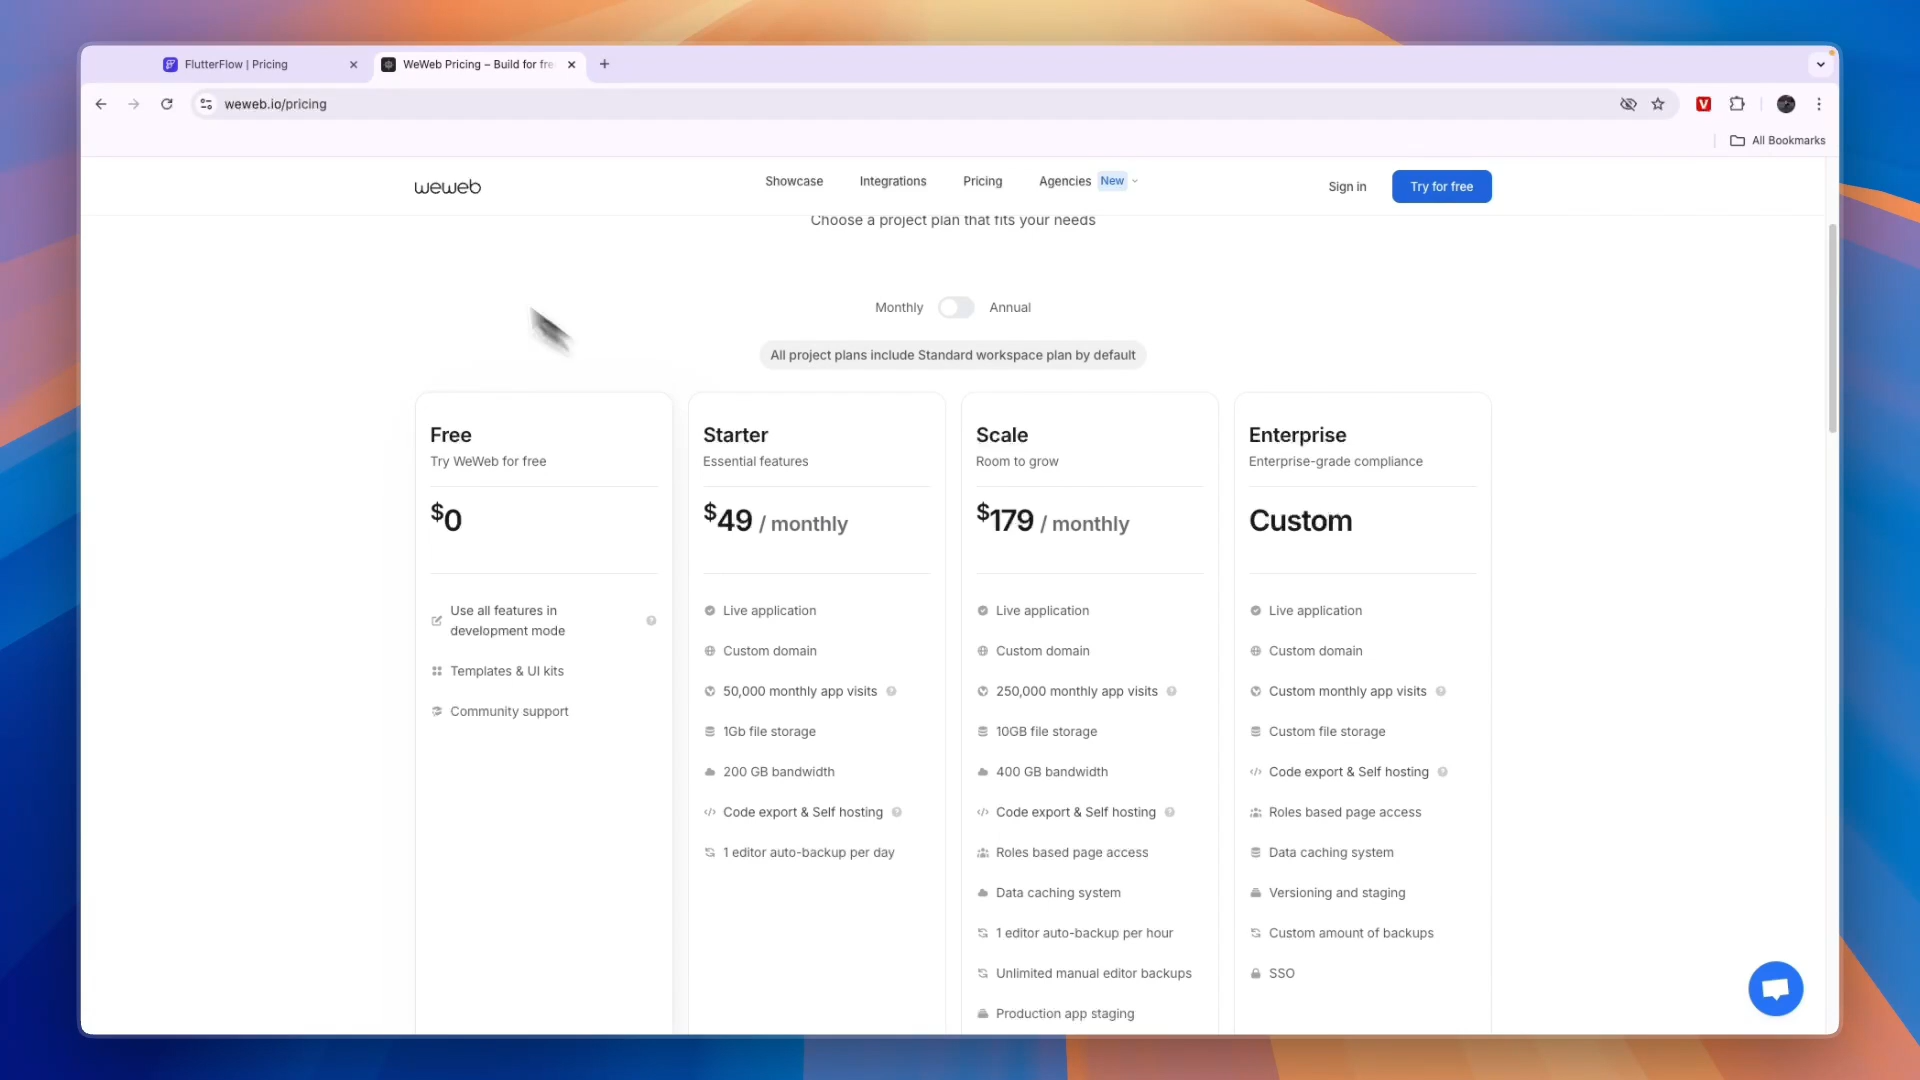 FlutterFlow | Pricing
WeWeb Pricing – Build for fre
weweb.io/pricing
All Bookmarks
weweb
Showcase
Integrations
Pricing
Agencies New
Sign in
Try for free
Choose a project plan that fits your needs
Monthly
Annual
All project plans include Standard workspace plan by default
Free
Try WeWeb for free
$0
Use all features in
development mode
Templates & UI kits
Community support
Starter
Essential features
$49 / monthly
Live application
Custom domain
50,000 monthly app visits
1Gb file storage
200 GB bandwidth
Code export & Self hosting
1 editor auto-backup per day
Scale
Room to grow
$179 / monthly
Live application
Custom domain
250,000 monthly app visits
10GB file storage
400 GB bandwidth
Code export & Self hosting
Roles based page access
Data caching system
1 editor auto-backup per hour
Unlimited manual editor backups
Production app staging
Enterprise
Enterprise-grade compliance
Custom
Live application
Custom domain
Custom monthly app visits
Custom file storage
Code export & Self hosting
Roles based page access
Data caching system
Versioning and staging
Custom amount of backups
SSO